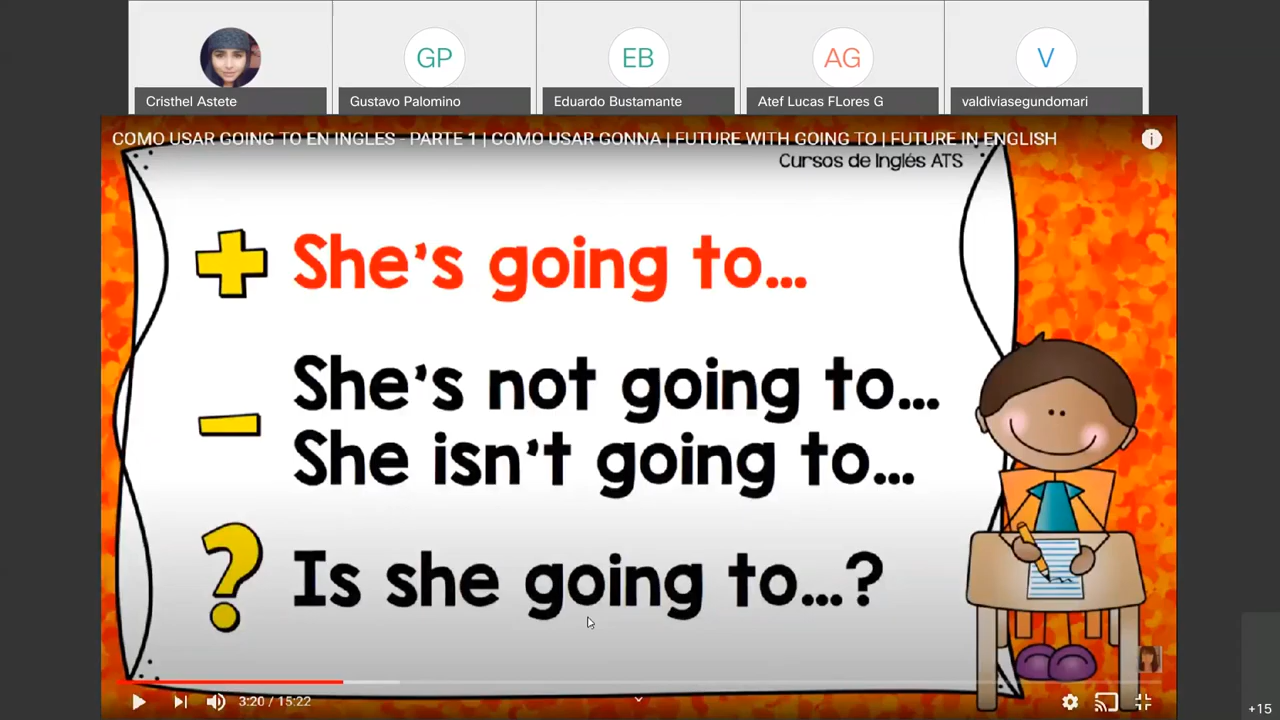 GP
EB
AG
V
Cristhel Astete
Gustavo Palomino
Eduardo Bustamante
Atef Lucas FLores G
valdiviasegundomari
COMO USAR GOING TO EN INGLES - PARTE 1 | COMO USAR GONNA | FUTURE WITH GOING TO | FUTURE IN ENGLISH
i
Cursos de Inglés ATS
+ She's going to...
She's not going to...
– She isn't going to...
? Is she going to...?
3:20 / 15:22
+15